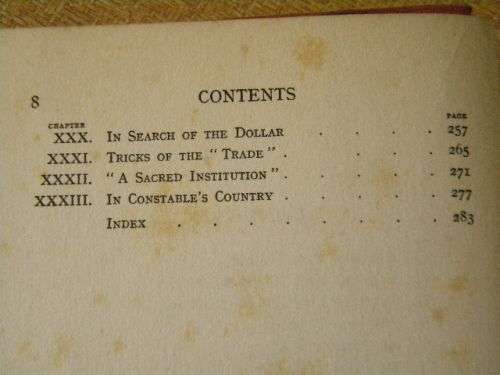 8 CONTENTS
CHAPTER PAGE
XXX. IN SEARCH OF THE DOLLAR . . . . 257
XXXI. TRICKS OF THE "TRADE" . . . . . 265
XXXII. "A SACRED INSTITUTION" . . . . . 271
XXXIII. IN CONSTABLE'S COUNTRY . . . . . 277
INDEX . . . . . . . . 283